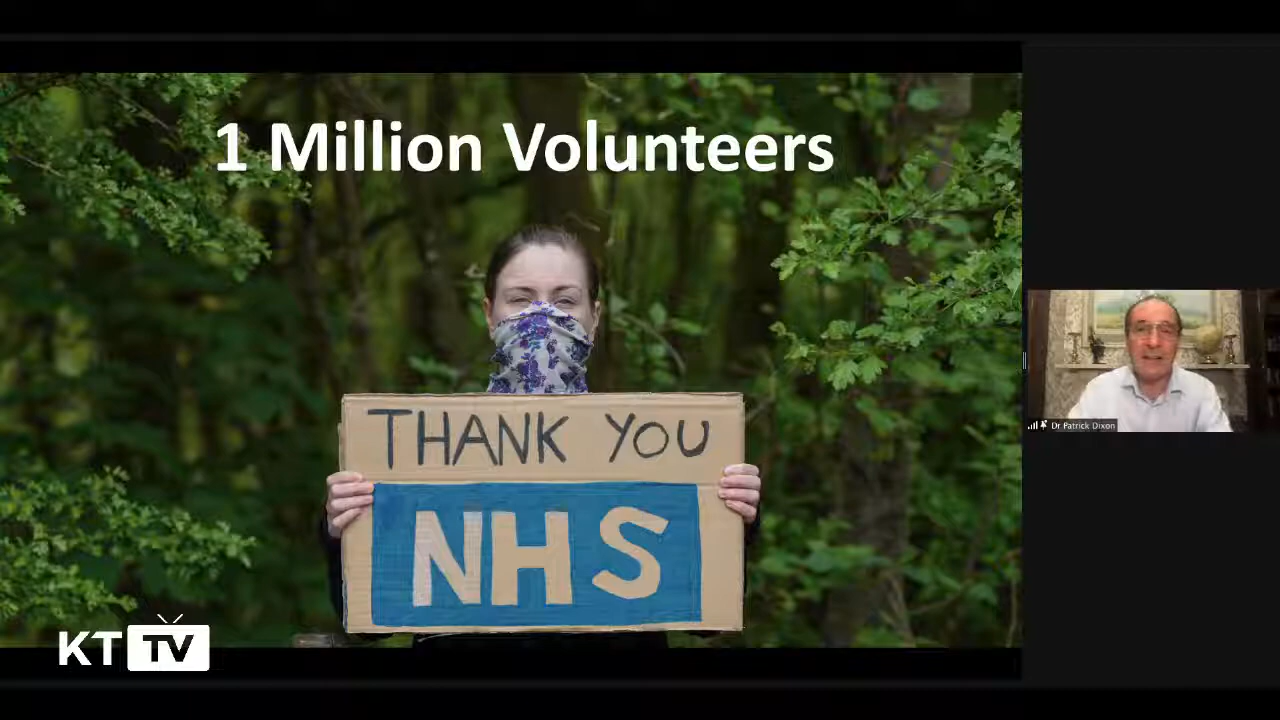 1 Million Volunteers
THANK YOU
NHS
Dr Patrick Dixon
KT TV